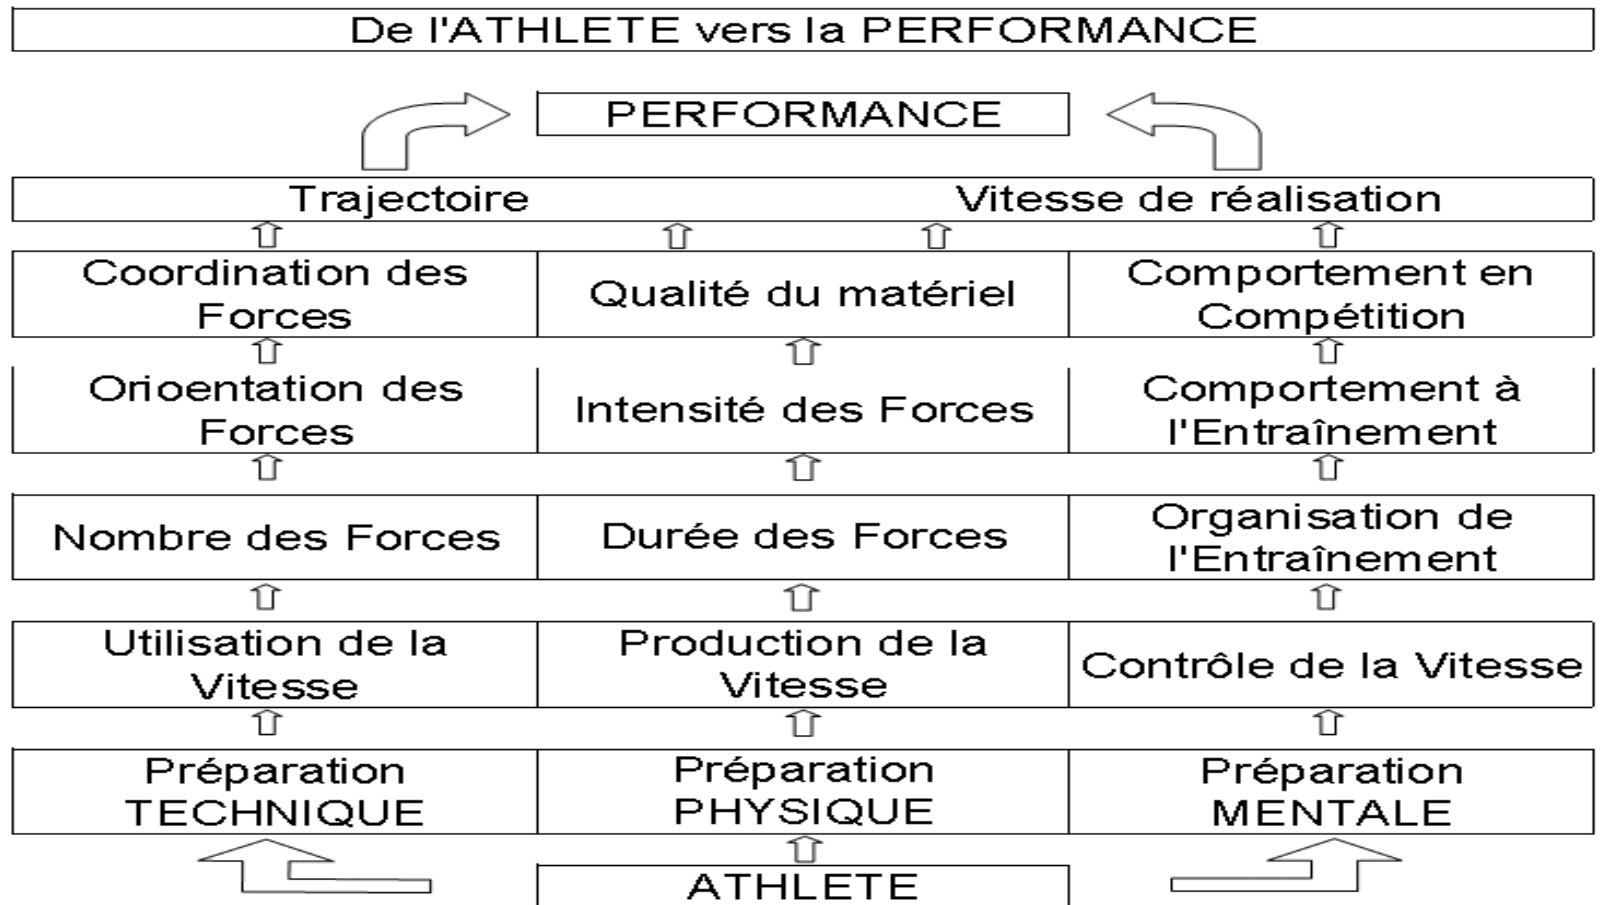 De l'ATHLETE vers la PERFORMANCE
PERFORMANCE
Trajectoire
Vitesse de réalisation
Coordination des
Forces
Qualité du matériel
Comportement en
Compétition
Orioentation des
Forces
Intensité des Forces
Comportement à
l'Entraînement
Nombre des Forces
Durée des Forces
Organisation de
l'Entraînement
Utilisation de la
Vitesse
Production de la
Vitesse
Contrôle de la Vitesse
Préparation
TECHNIQUE
Préparation
PHYSIQUE
Préparation
MENTALE
ATHLETE